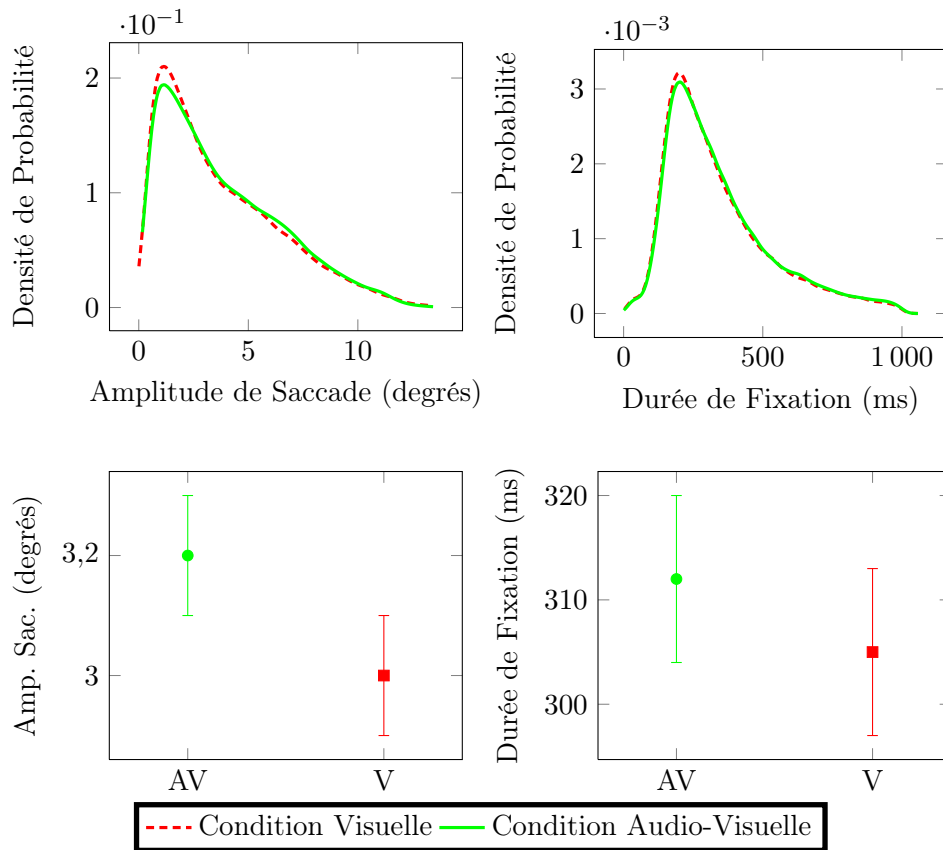 ·10−1
2
1
0
Densité de Probabilité
0 5 10
Amplitude de Saccade (degrés)
·10−3
3
2
1
0
Densité de Probabilité
0 500 1 000
Durée de Fixation (ms)
3,2
3
Amp. Sac. (degrés)
AV V
320
310
300
Durée de Fixation (ms)
AV V
Condition Visuelle Condition Audio-Visuelle